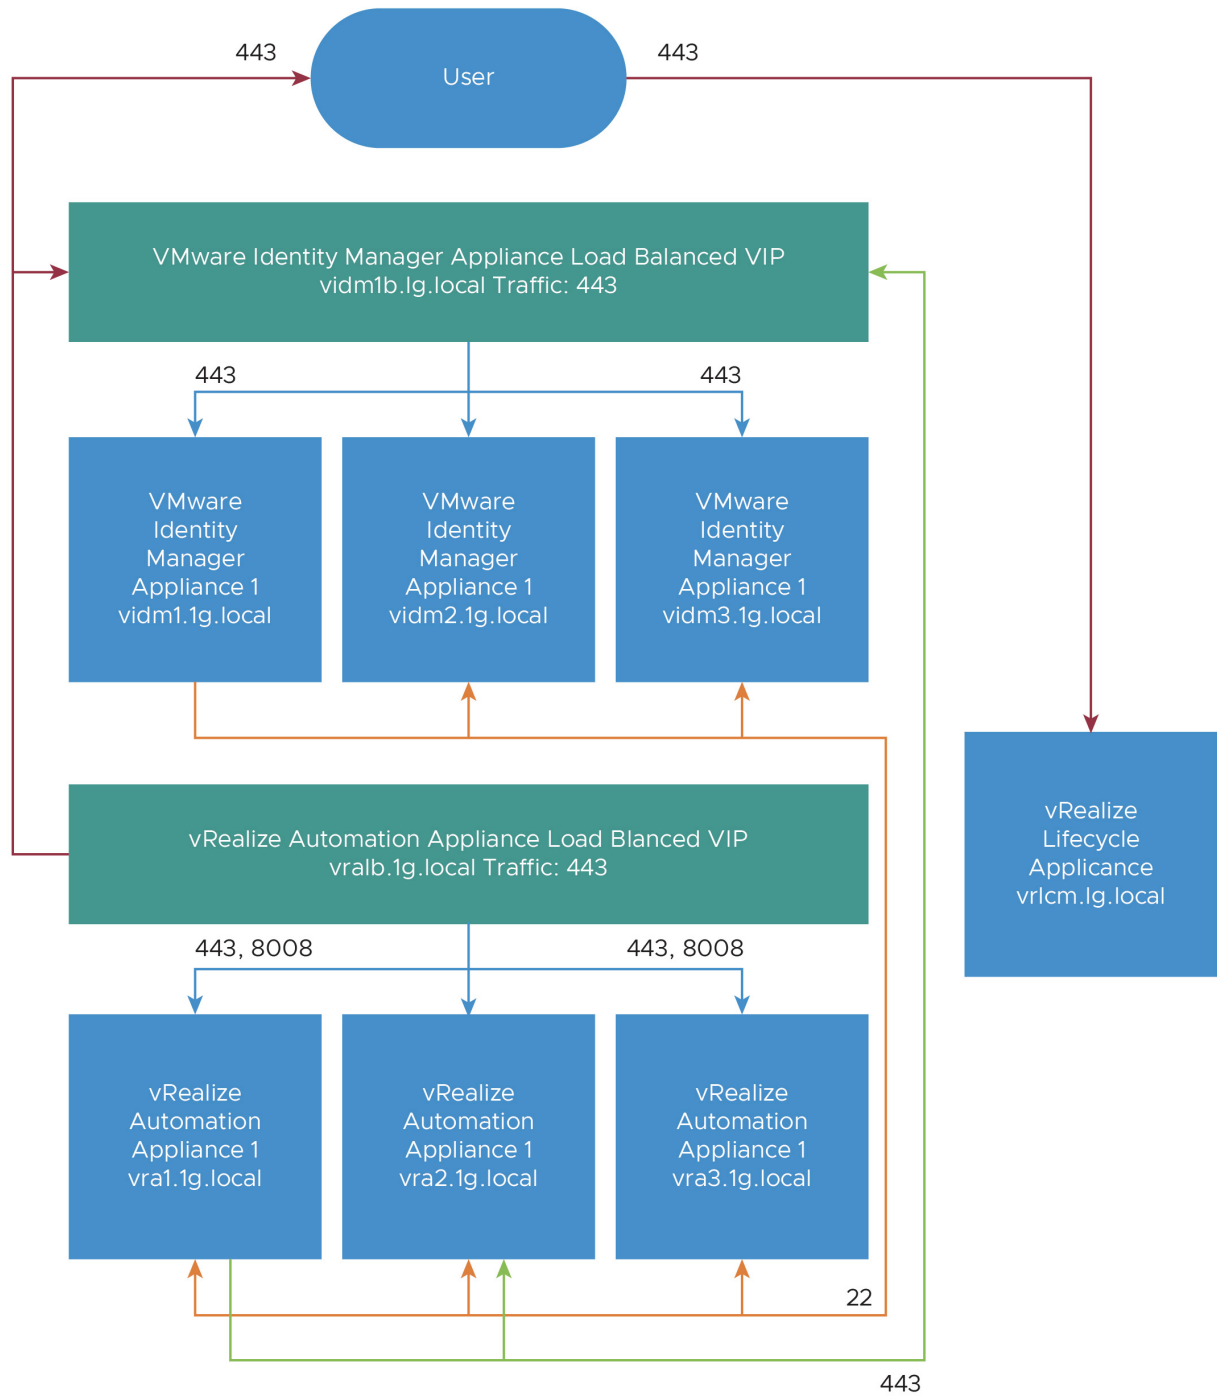 443
443
User
VMware Identity Manager Appliance Load Balanced VIP
vidm1b.lg.local Traffic: 443
443
443
VMware
Identity
Manager
Appliance 1
vidm1.1g.local
VMware
Identity
Manager
Appliance 1
vidm2.1g.local
VMware
Identity
Manager
Appliance 1
vidm3.1g.local
vRealize
Lifecycle
Applicance
vrlcm.lg.local
vRealize Automation Appliance Load Blanced VIP
vralb.1g.local Traffic: 443
443, 8008
443, 8008
vRealize
Automation
Appliance 1
vra1.1g.local
vRealize
Automation
Appliance 1
vra2.1g.local
vRealize
Automation
Appliance 1
vra3.1g.local
22
443